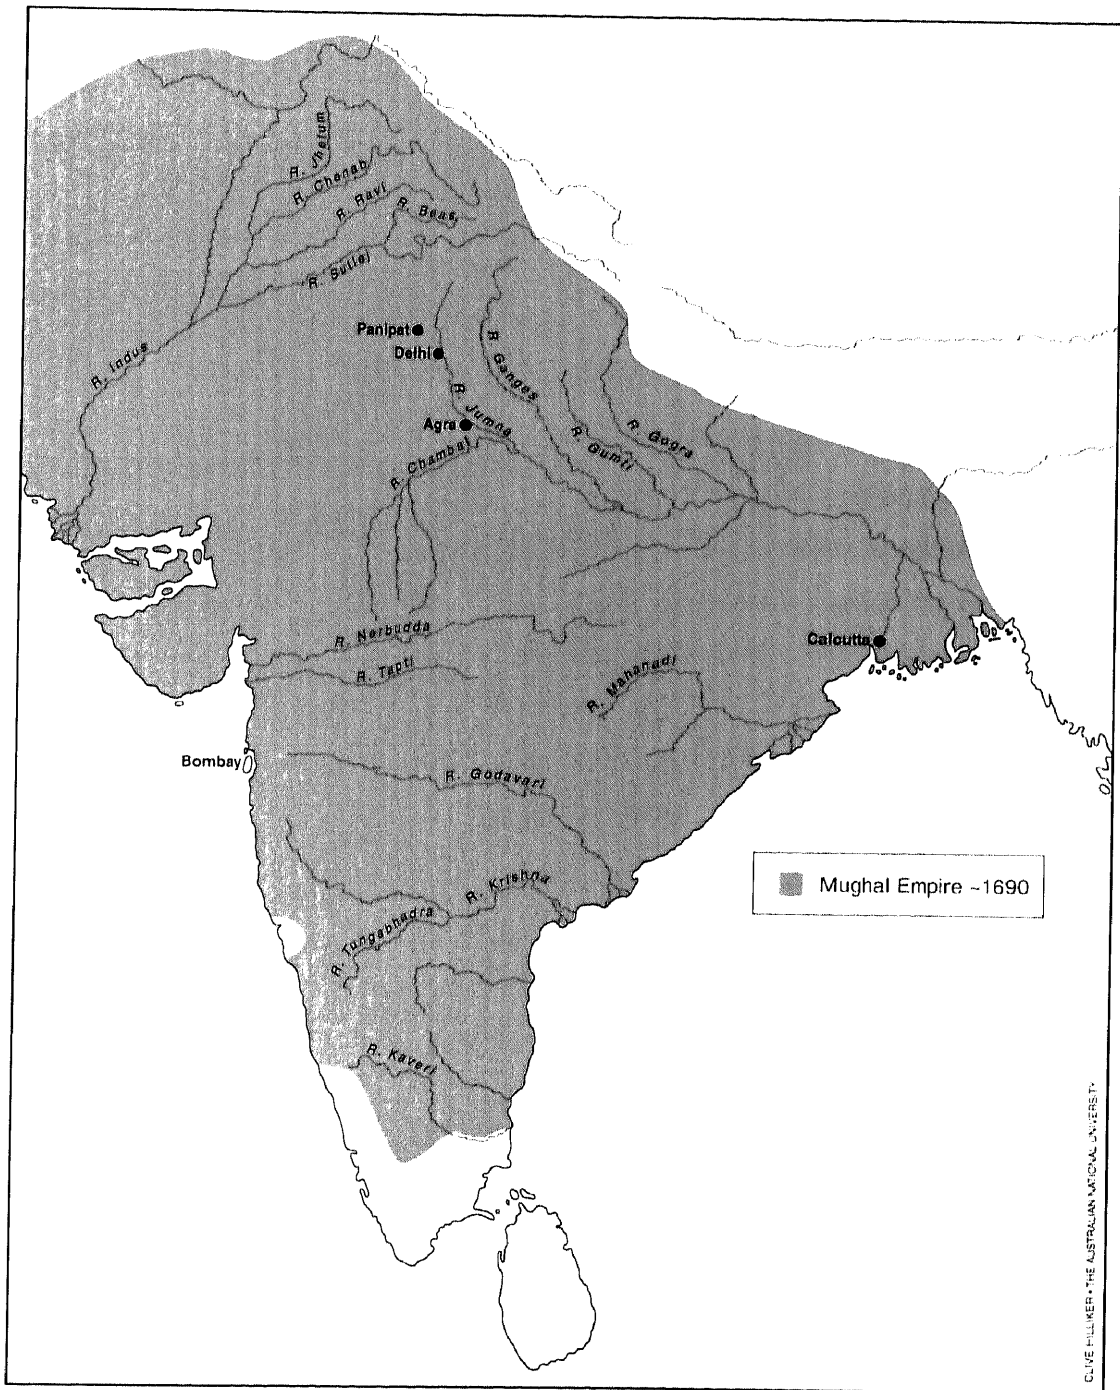 R. Jhelum
R. Chenab
R. Ravi
R. Beas
R. Sutlej
Panipat
Delhi
R. Indus
R. Ganges
R. Jumna
Agra
R. Gogra
R. Gumti
R. Chambal
R. Nerbudda
Calcutta
R. Tapti
R. Mahanadi
Bombay
R. Godavari
Mughal Empire ~1690
R. Krishna
R. Tungabhadra
R. Kaveri
CLIVE HILLIKER • THE AUSTRALIAN NATIONAL UNIVERSITY